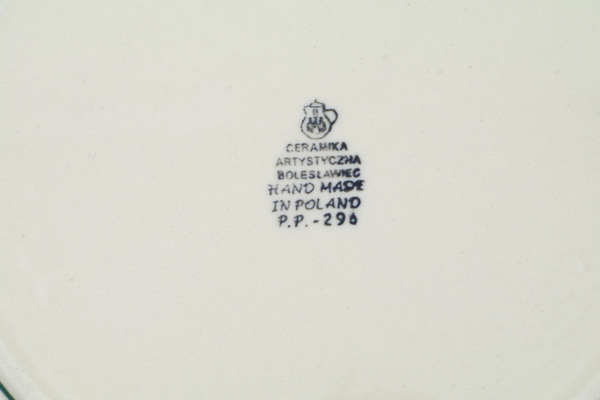 CERAMIKA
ARTYSTYCZNA
BOLESŁAWIEC
HAND MADE
IN POLAND
P.P.-296